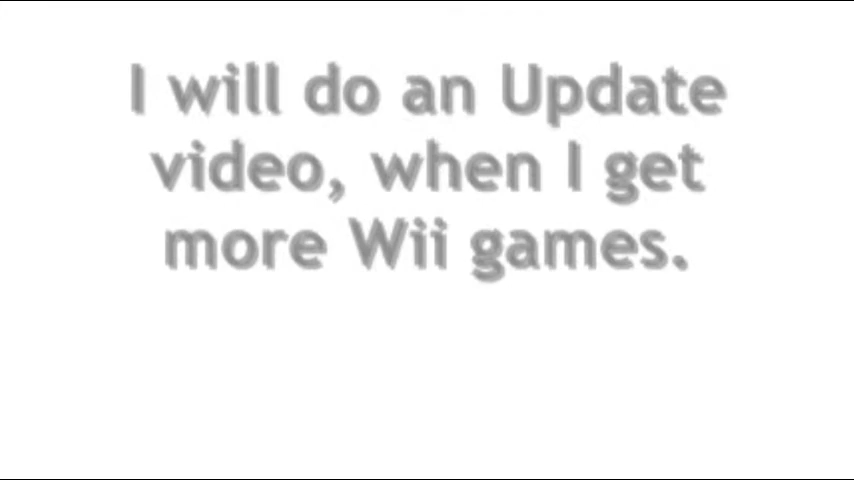 I will do an Update
video, when I get
more Wii games.